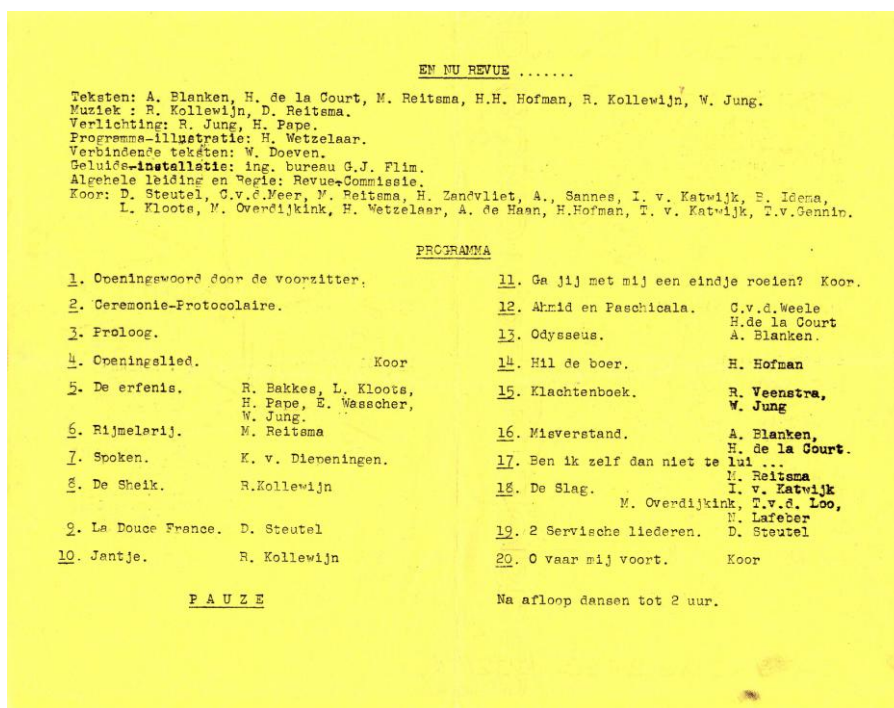 EN NU REVUE .......
Teksten: A. Blanken, H. de la Court, M. Reitsma, H.H. Hofman, R. Kollewijn, W. Jung.
Muziek : R. Kollewijn, D. Reitsma.
Verlichting: R. Jung, H. Pape.
Programma-illustratie: H. Wetzelaar.
Verbindende teksten: W. Doeven.
Geluids-installatie: ing. bureau G.J. Flim.
Algehele leiding en Regie: Revue-Commissie.
Koor: D. Steutel, C.v.d.Meer, M. Reitsma, H. Zandvliet, A., Sannes, I. v. Katwijk, B. Idema,
L. Kloots, M. Overdijkink, H. Wetzelaar, A. de Haan, H.Hofman, T. v. Katwijk, T.v.Gennip.
PROGRAMMA
1. Openingswoord door de voorzitter.
2. Ceremonie-Protocolaire.
3. Proloog.
4. Openingslied. Koor
5. De erfenis. R. Bakkes, L. Kloots,
H. Pape, E. Wasscher,
W. Jung.
6. Rijmelarij. M. Reitsma
7. Spoken. K. v. Diepeningen.
8. De Sheik. R.Kollewijn
9. La Douce France. D. Steutel
10. Jantje. R. Kollewijn
P A U Z E
11. Ga jij met mij een eindje roeien? Koor.
12. Ahmid en Paschicala. C.v.d.Weele
H.de la Court
13. Odysseus. A. Blanken.
14. Hil de boer. H. Hofman
15. Klachtenboek. R. Veenstra,
W. Jung
16. Misverstand. A. Blanken,
H. de la Court.
17. Ben ik zelf dan niet te lui ...
M. Reitsma
18. De Slag. I. v. Katwijk
M. Overdijkink, T.v.d. Loo,
N. Lafeber
19. 2 Servische liederen. D. Steutel
20. O vaar mij voort. Koor
Na afloop dansen tot 2 uur.